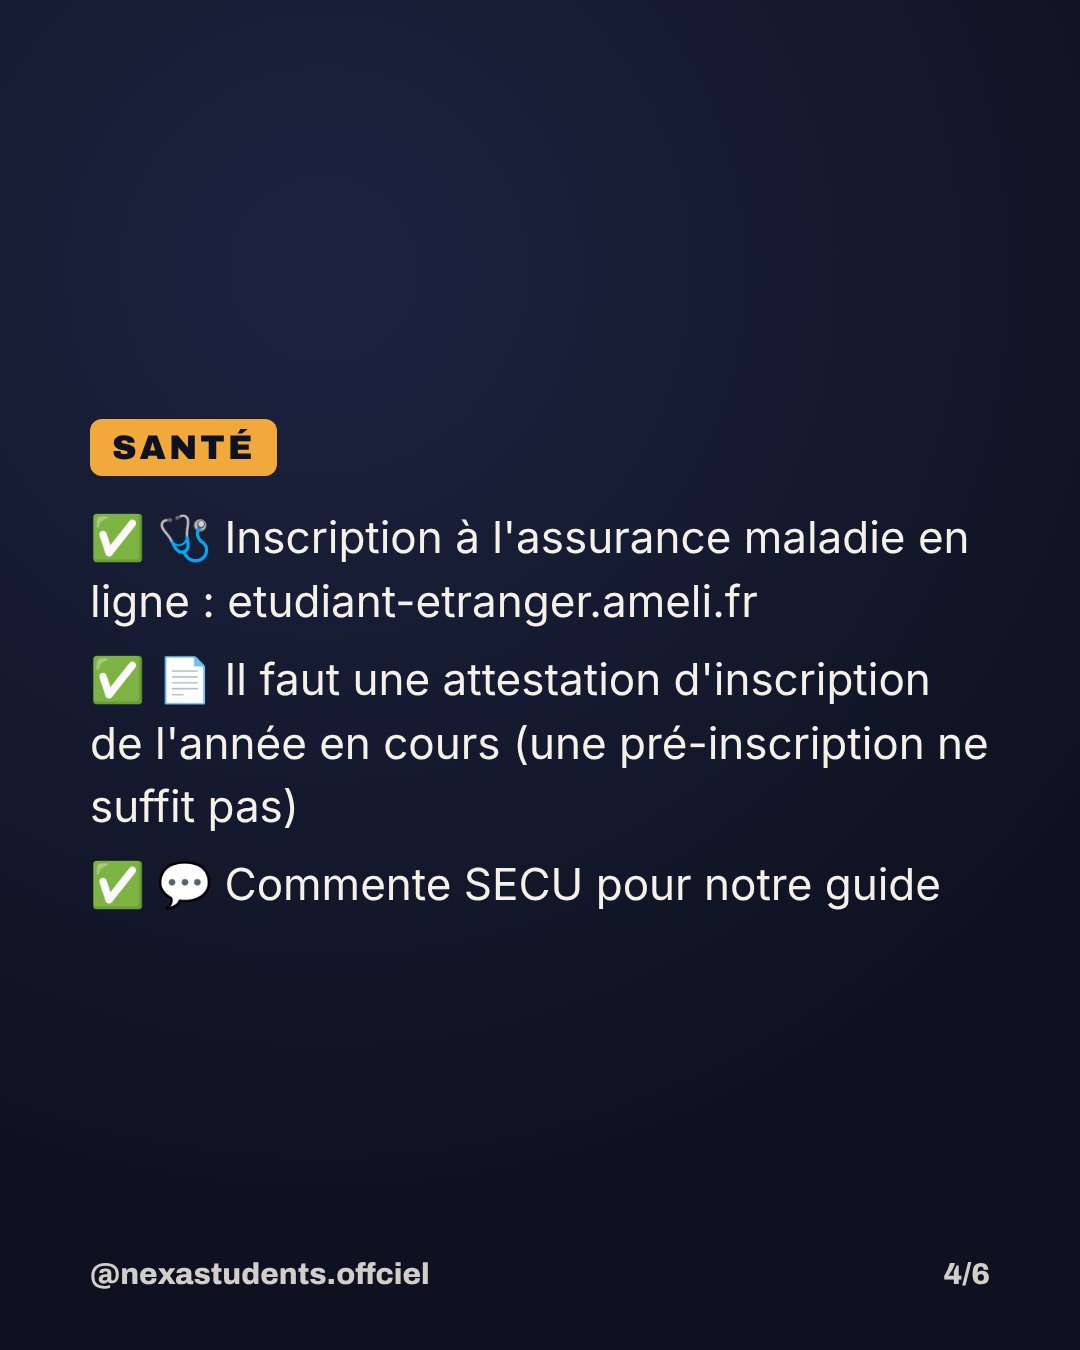 SANTÉ
✅ 🩺 Inscription à l'assurance maladie en
ligne : etudiant-etranger.ameli.fr
✅ 📄 Il faut une attestation d'inscription
de l'année en cours (une pré-inscription ne
suffit pas)
✅ 💬 Commente SECU pour notre guide
@nexastudents.offciel
4/6